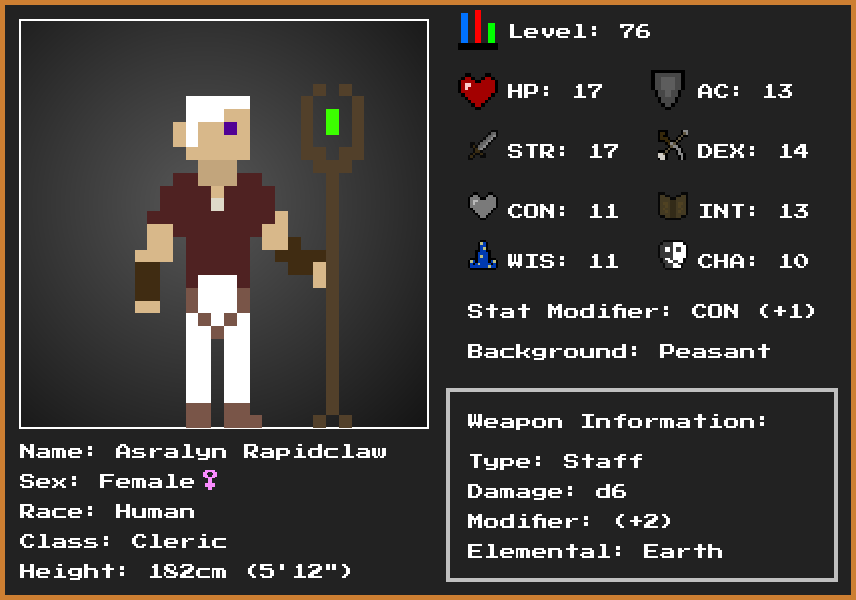 Level: 76
HP: 17 AC: 13
STR: 17 DEX: 14
CON: 11 INT: 13
WIS: 11 CHA: 10
Stat Modifier: CON (+1)
Background: Peasant
Weapon Information:
Type: Staff
Damage: d6
Modifier: (+2)
Elemental: Earth
Name: Asralyn Rapidclaw
Sex: Female♀
Race: Human
Class: Cleric
Height: 182cm (5'12")